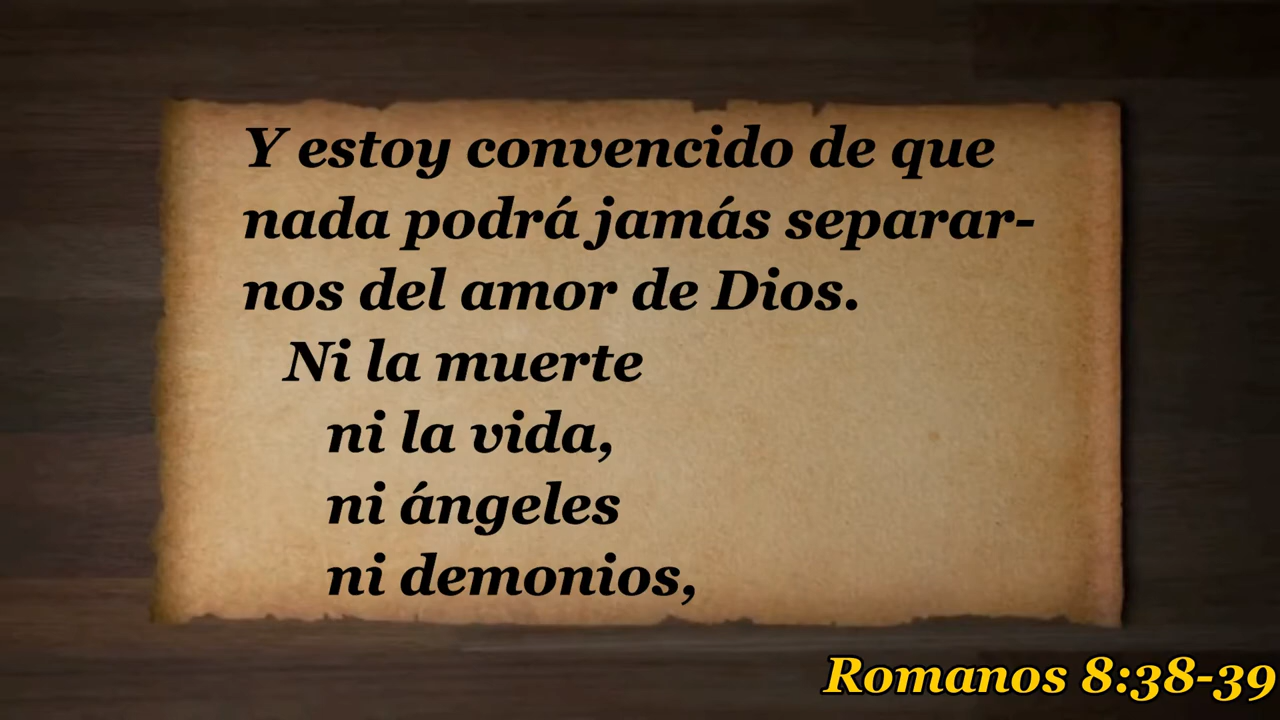 Y estoy convencido de que
nada podrá jamás separar-
nos del amor de Dios.
Ni la muerte
ni la vida,
ni ángeles
ni demonios,
Romanos 8:38-39